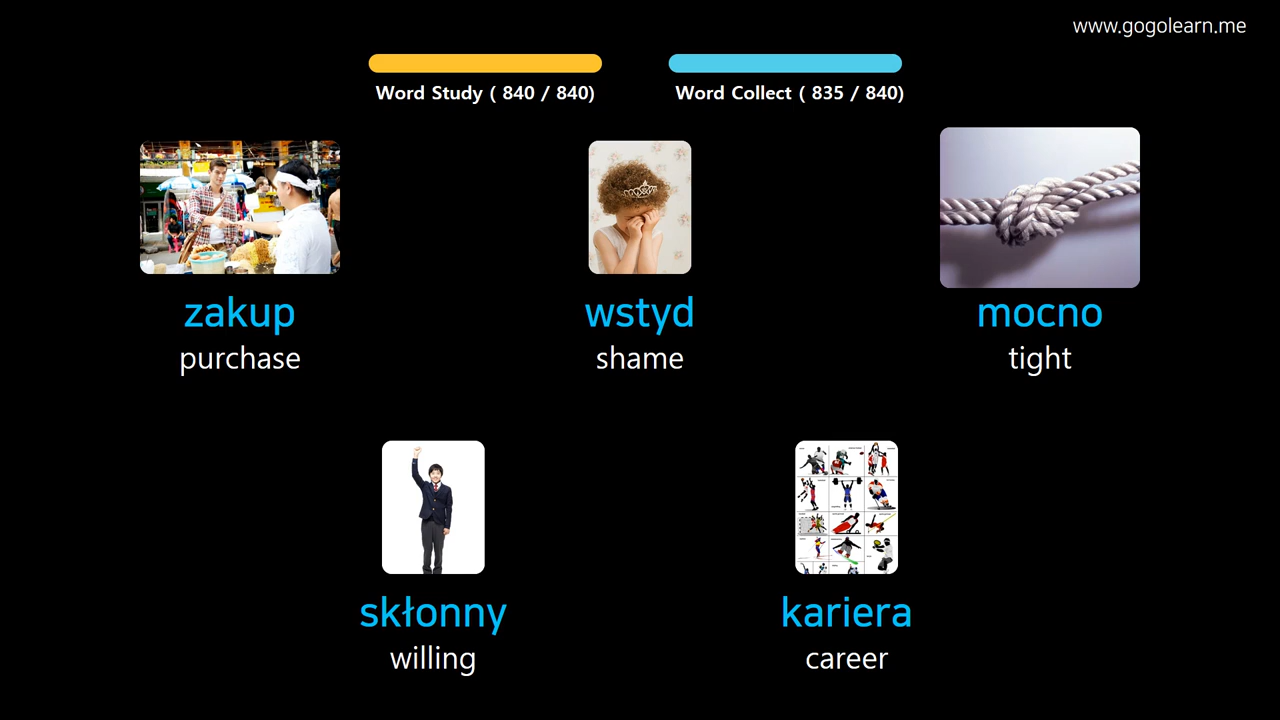 www.gogolearn.me
Word Study ( 840 / 840)
Word Collect ( 835 / 840)
zakup
purchase
wstyd
shame
mocno
tight
skłonny
willing
kariera
career